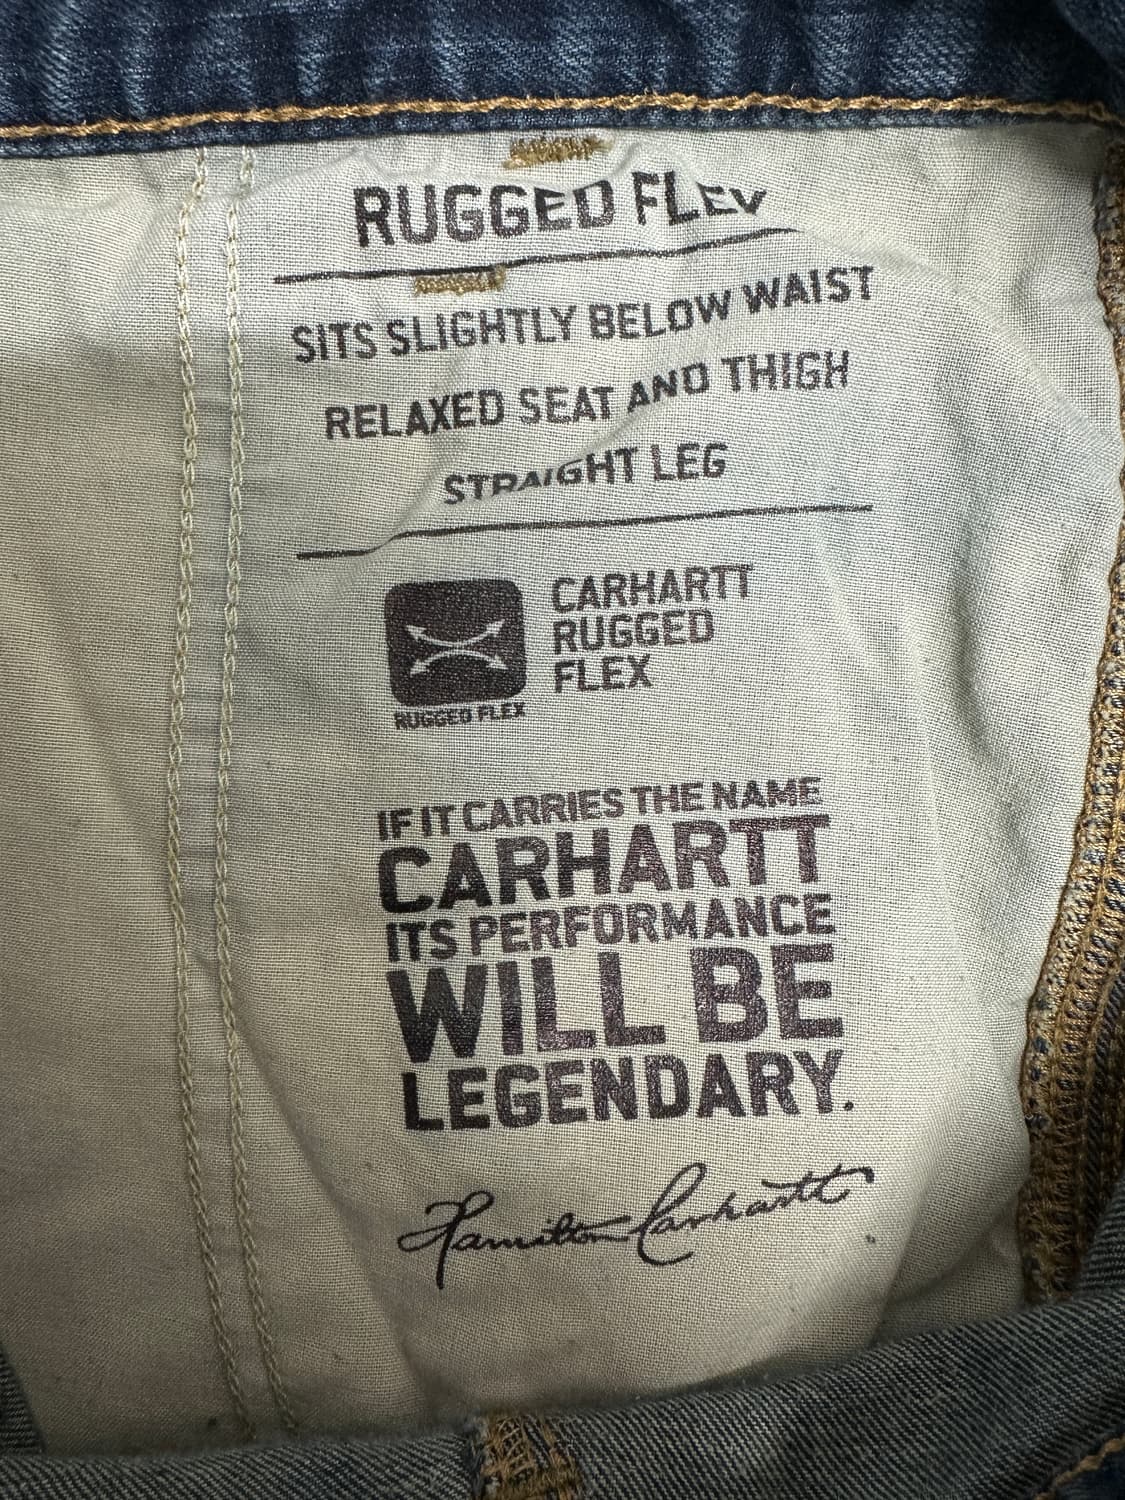 RUGGED FLEX
SITS SLIGHTLY BELOW WAIST
RELAXED SEAT AND THIGH
STRAIGHT LEG
CARHARTT
RUGGED
FLEX
RUGGED FLEX
IF IT CARRIES THE NAME
CARHARTT
ITS PERFORMANCE
WILL BE
LEGENDARY.
Hamilton Carhartt